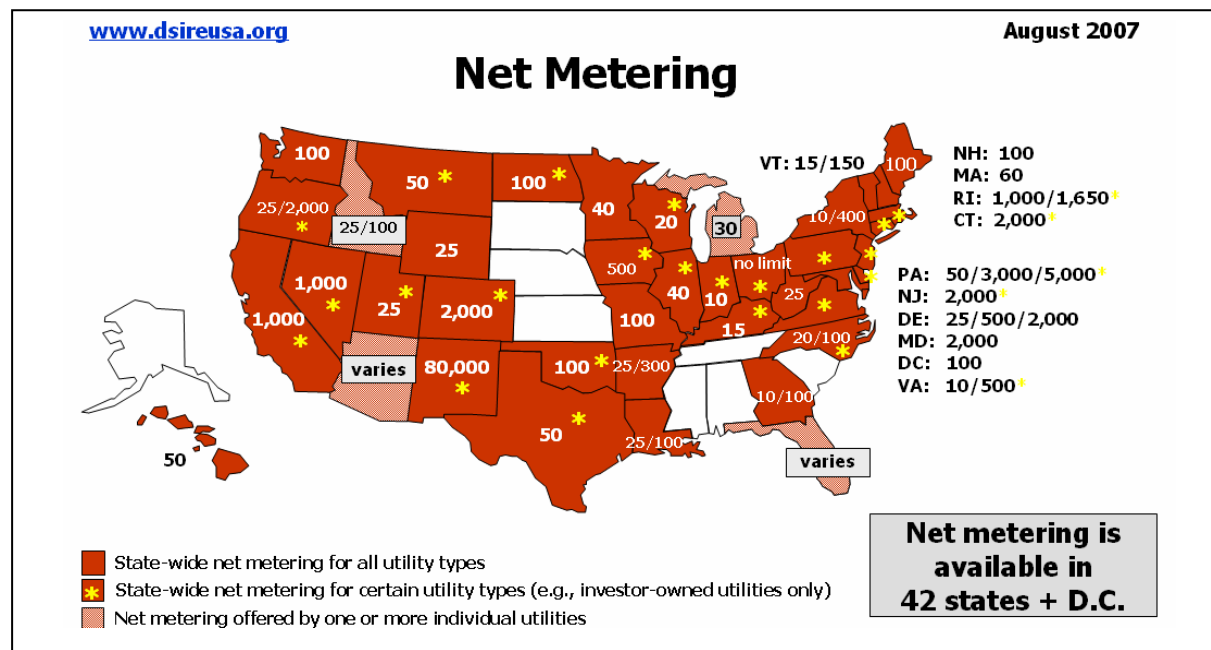 www.dsireusa.org
August 2007
Net Metering
100
50 *
100 *
25/2,000
*
25/100
25
1,000
*
1,000
*
25
*
2,000
*
varies
80,000
*
100 *
50 *
40
20
*
500
*
40
*
10
*
no limit
*
30
15
*
100
25/300
25/100
10/100
varies
20/100
*
25
*
*
10/400
100
*
*
*
*
50
VT: 15/150
NH: 100
MA: 60
RI: 1,000/1,650*
CT: 2,000*
PA: 50/3,000/5,000*
NJ: 2,000*
DE: 25/500/2,000
MD: 2,000
DC: 100
VA: 10/500*
State-wide net metering for all utility types
* State-wide net metering for certain utility types (e.g., investor-owned utilities only)
Net metering offered by one or more individual utilities
Net metering is
available in
42 states + D.C.